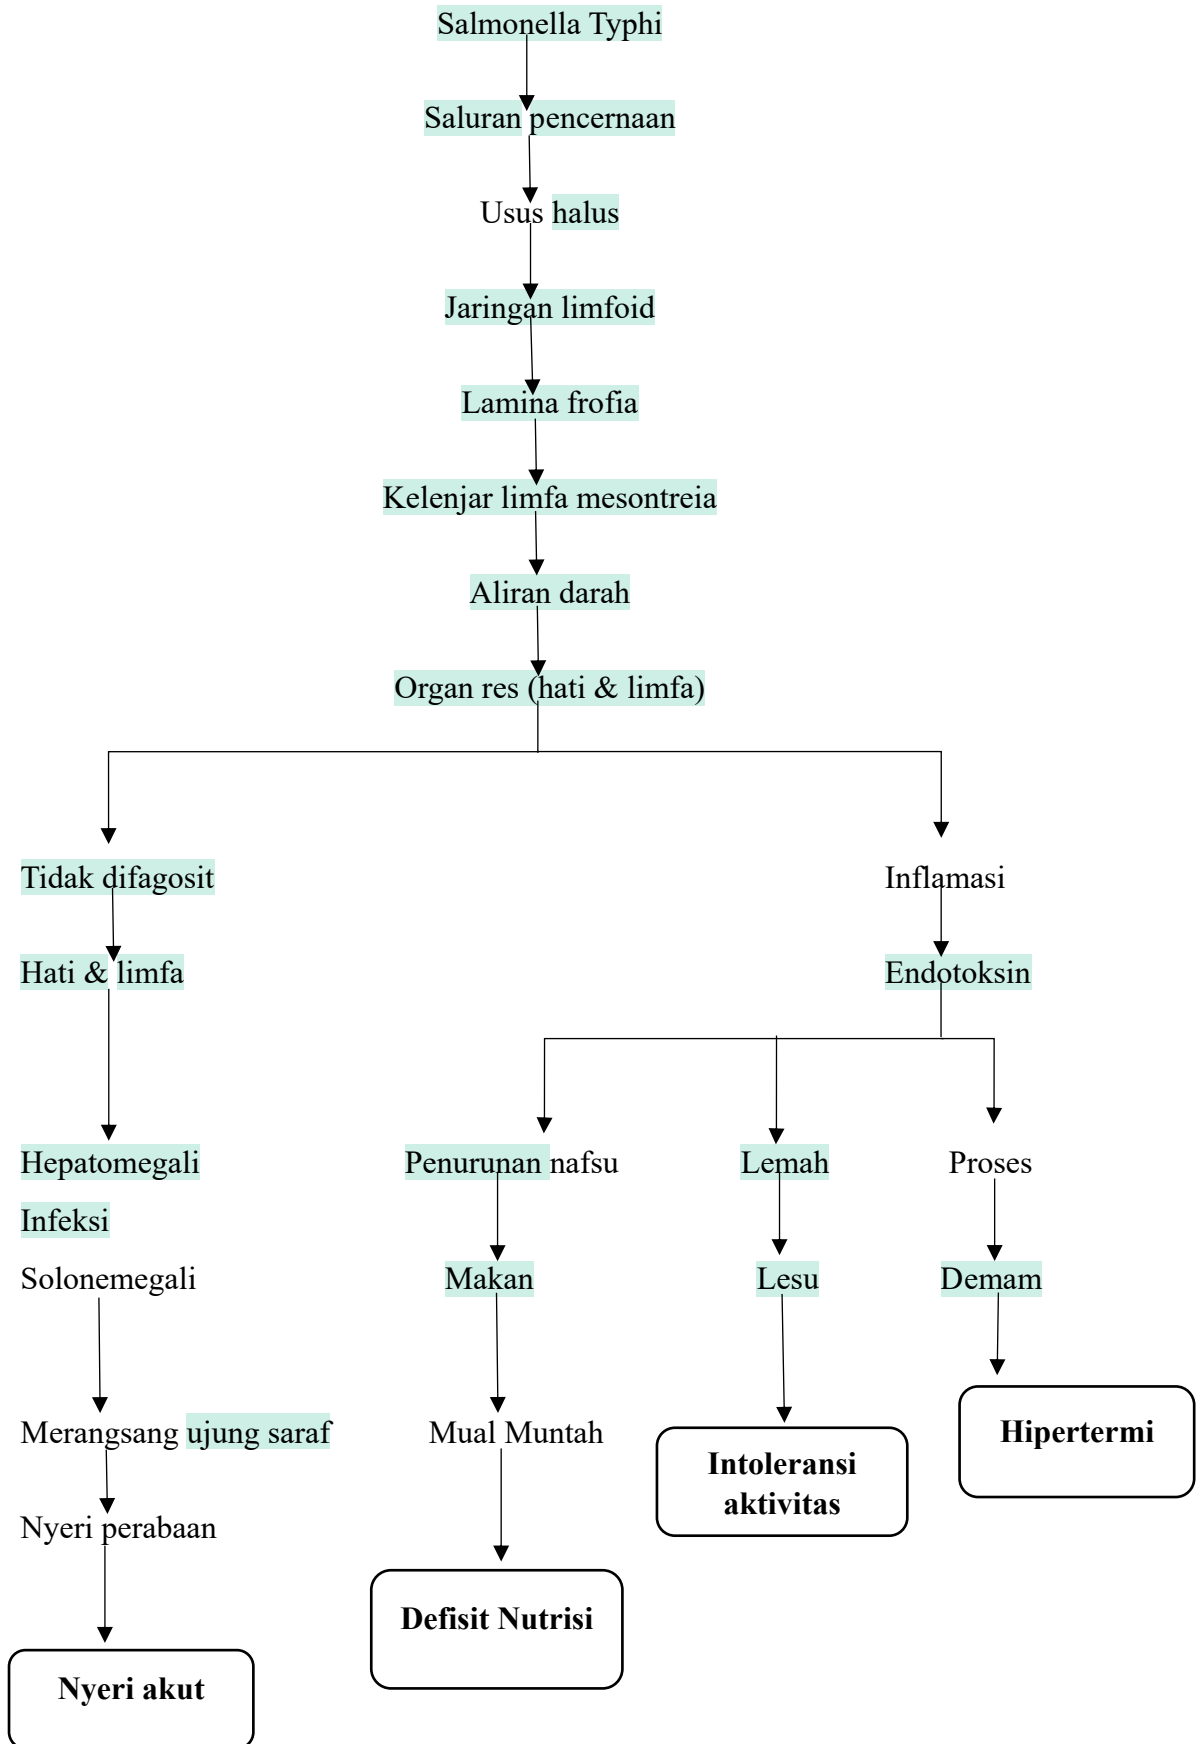 Salmonella Typhi
Saluran pencernaan
Usus halus
Jaringan limfoid
Lamina frofia
Kelenjar limfa mesontreia
Aliran darah
Organ res (hati & limfa)
Tidak difagosit
Inflamasi
Hati & limfa
Endotoksin
Hepatomegali
Penurunan nafsu
Lemah
Proses
Infeksi
Solonemegali
Makan
Lesu
Demam
Merangsang ujung saraf
Mual Muntah
Intoleransi
aktivitas
Hipertermi
Nyeri perabaan
Defisit Nutrisi
Nyeri akut